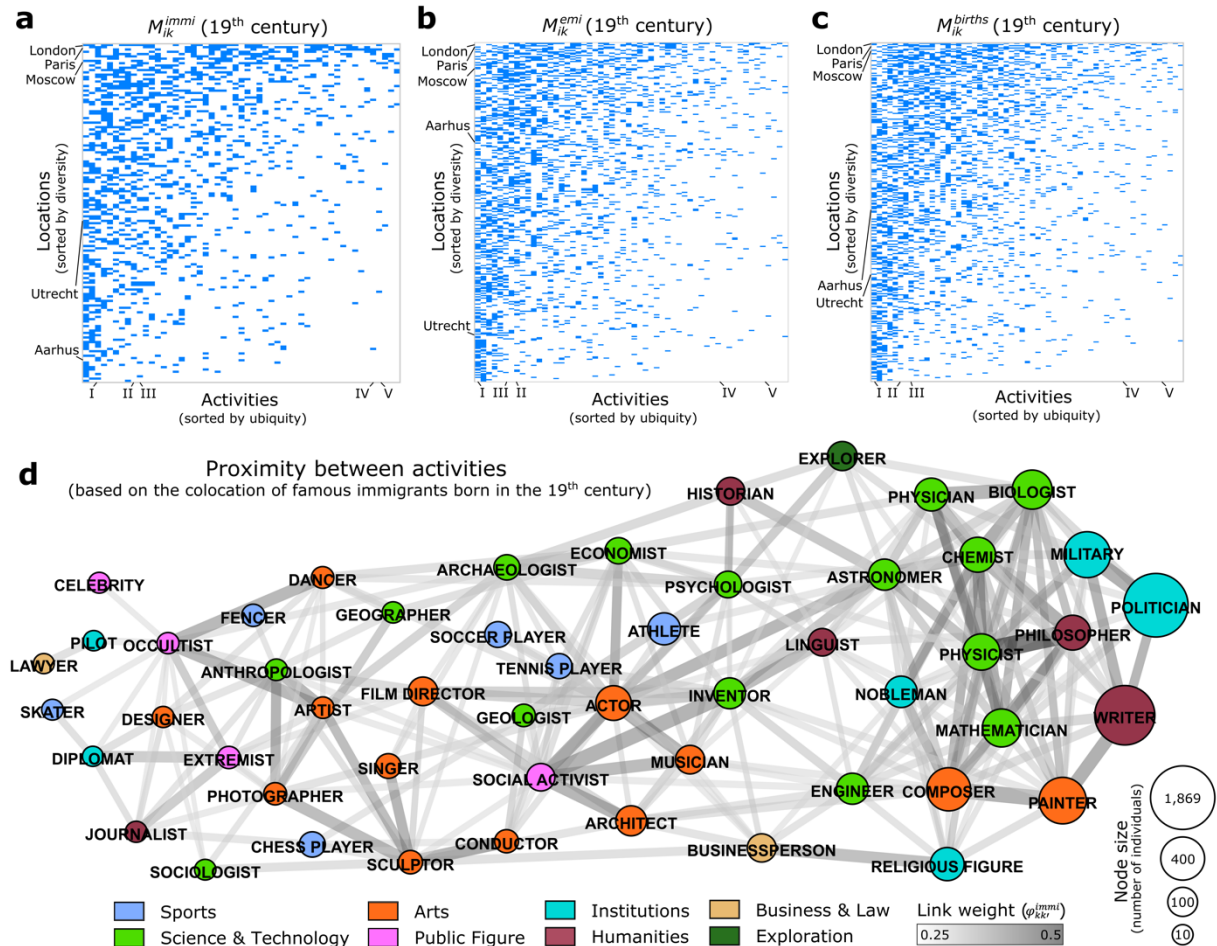 a
M_{ik}^{immi} (19th century)
London
Paris
Moscow
Locations
(sorted by diversity)
Utrecht
Aarhus
I II III IV V
Activities
(sorted by ubiquity)
b
M_{ik}^{emi} (19th century)
London
Paris
Moscow
Aarhus
Locations
(sorted by diversity)
Utrecht
I III II IV V
Activities
(sorted by ubiquity)
c
M_{ik}^{births} (19th century)
London
Paris
Moscow
Locations
(sorted by diversity)
Aarhus
Utrecht
I II III IV V
Activities
(sorted by ubiquity)
d
Proximity between activities
(based on the colocation of famous immigrants born in the 19th century)
EXPLORER
HISTORIAN
PHYSICIAN
BIOLOGIST
ECONOMIST
CHEMIST
MILITARY
CELEBRITY
DANCER
ARCHAEOLOGIST
PSYCHOLOGIST
ASTRONOMER
POLITICIAN
FENCER
GEOGRAPHER
PILOT
OCCULTIST
SOCCER PLAYER
ATHLETE
LINGUIST
PHILOSOPHER
LAWYER
ANTHROPOLOGIST
TENNIS PLAYER
PHYSICIST
SKATER
DESIGNER
ARTIST
FILM DIRECTOR
GEOLOGIST
ACTOR
INVENTOR
NOBLEMAN
WRITER
MATHEMATICIAN
DIPLOMAT
EXTREMIST
SINGER
SOCIAL ACTIVIST
MUSICIAN
PHOTOGRAPHER
ENGINEER
COMPOSER
PAINTER
JOURNALIST
CHESS PLAYER
CONDUCTOR
ARCHITECT
BUSINESSPERSON
SOCIOLOGIST
SCULPTOR
RELIGIOUS FIGURE
Node size
(number of individuals)
1,869
400
100
10
Sports
Arts
Institutions
Business & Law
Science & Technology
Public Figure
Humanities
Exploration
Link weight (φ_{kk'}^{immi})
0.25 0.5